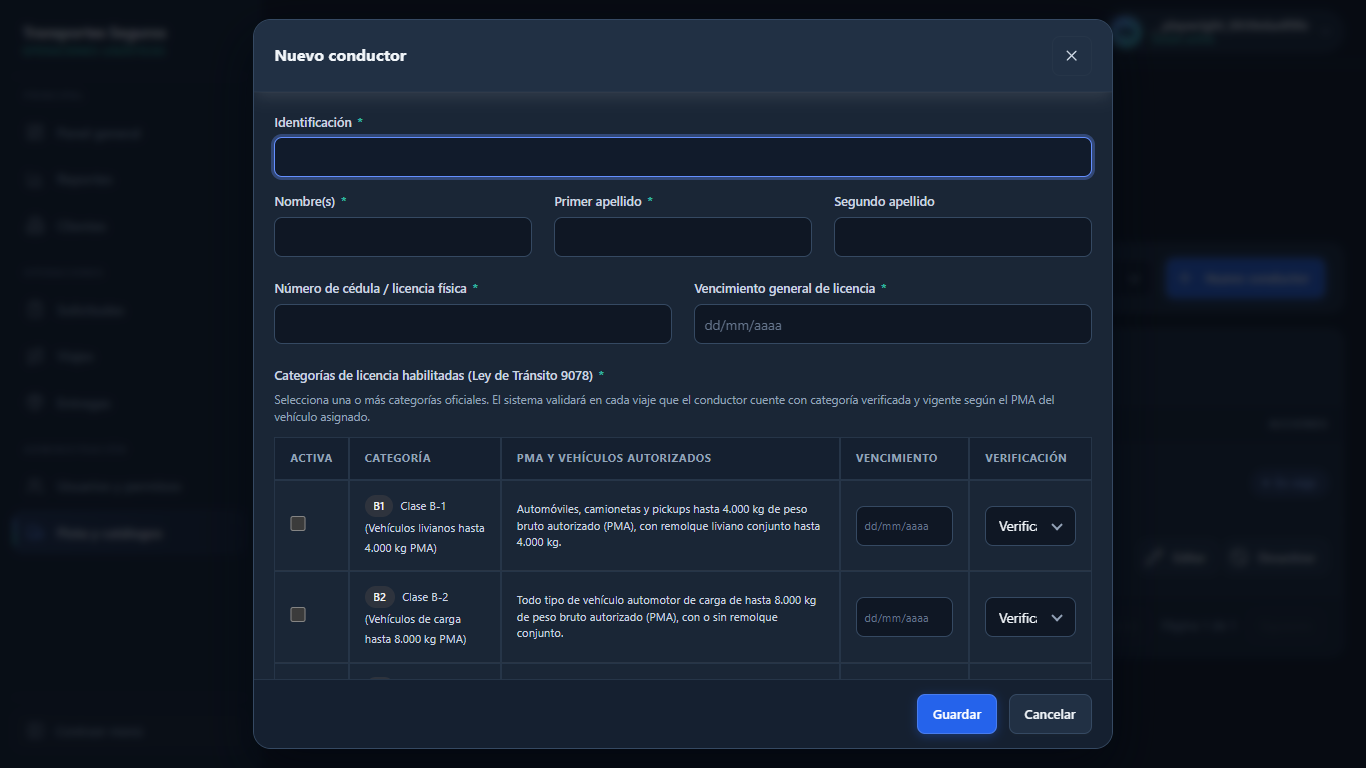 Nuevo conductor
Identificación *
Nombre(s) *
Primer apellido *
Segundo apellido
Número de cédula / licencia física *
Vencimiento general de licencia *
dd/mm/aaaa
Categorías de licencia habilitadas (Ley de Tránsito 9078) *
Selecciona una o más categorías oficiales. El sistema validará en cada viaje que el conductor cuente con categoría verificada y vigente según el PMA del
vehículo asignado.
ACTIVA
CATEGORÍA
PMA Y VEHÍCULOS AUTORIZADOS
VENCIMIENTO
VERIFICACIÓN
B1 Clase B-1
(Vehículos livianos hasta
4.000 kg PMA)
Automóviles, camionetas y pickups hasta 4.000 kg de peso
bruto autorizado (PMA), con remolque liviano conjunto hasta
4.000 kg.
dd/mm/aaaa
Verific
B2 Clase B-2
(Vehículos de carga
hasta 8.000 kg PMA)
Todo tipo de vehículo automotor de carga de hasta 8.000 kg
de peso bruto autorizado (PMA), con o sin remolque
conjunto.
dd/mm/aaaa
Verific
Guardar
Cancelar